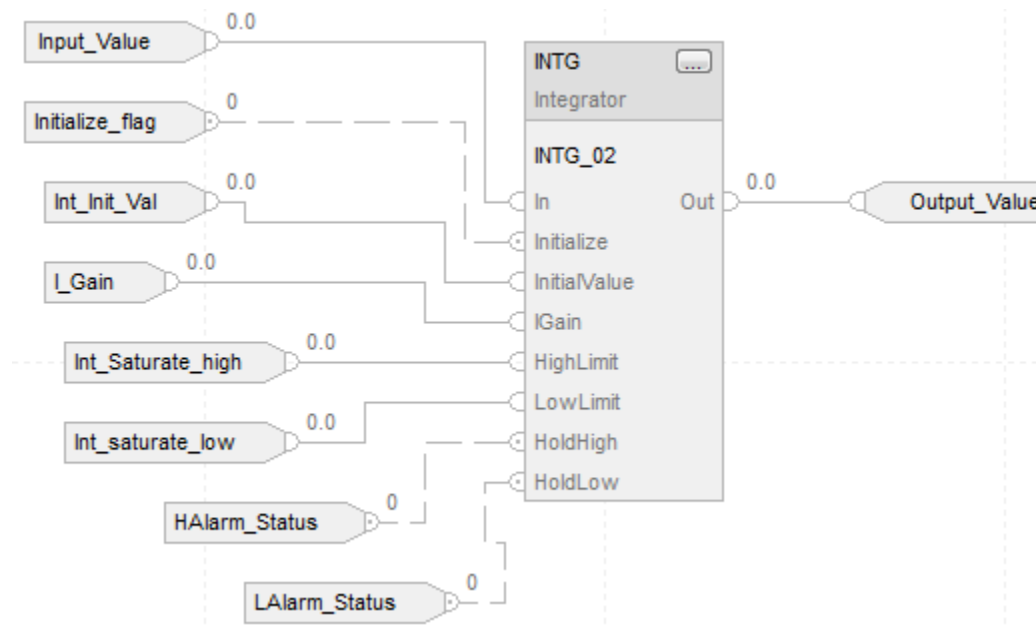 Input_Value
0.0
Initialize_flag
0
Int_Init_Val
0.0
I_Gain
0.0
Int_Saturate_high
0.0
Int_saturate_low
0.0
HAlarm_Status
0
LAlarm_Status
0
INTG
...
Integrator
INTG_02
In
Out
Initialize
InitialValue
IGain
HighLimit
LowLimit
HoldHigh
HoldLow
0.0
Output_Value